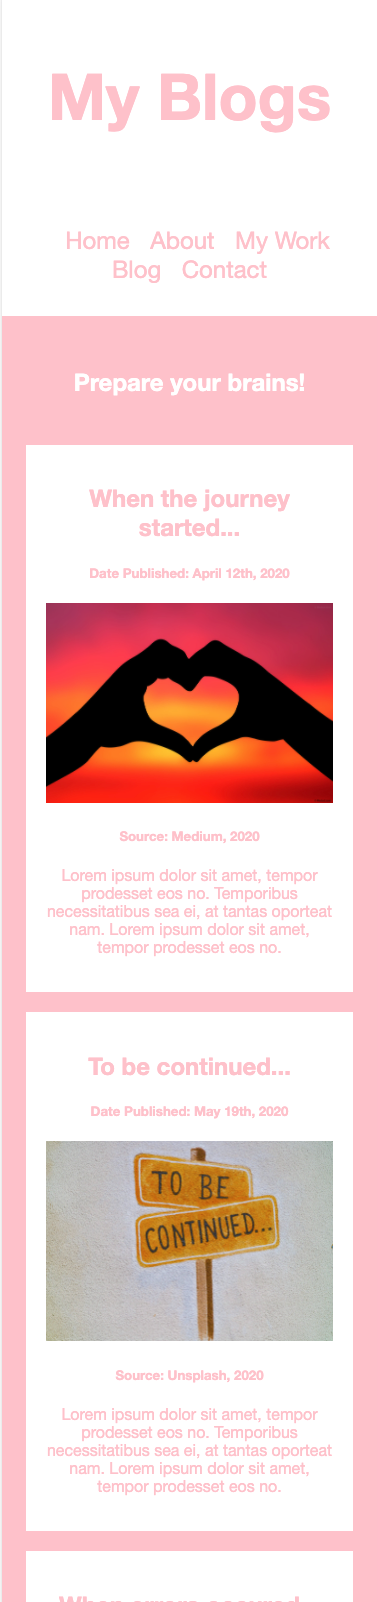 My Blogs
Home About My Work
Blog Contact
Prepare your brains!
When the journey
started...
Date Published: April 12th, 2020
Source: Medium, 2020
Lorem ipsum dolor sit amet, tempor
prodesset eos no. Temporibus
necessitatibus sea ei, at tantas oporteat
nam. Lorem ipsum dolor sit amet,
tempor prodesset eos no.
To be continued...
Date Published: May 19th, 2020
TO BE
CONTINUED...
Source: Unsplash, 2020
Lorem ipsum dolor sit amet, tempor
prodesset eos no. Temporibus
necessitatibus sea ei, at tantas oporteat
nam. Lorem ipsum dolor sit amet,
tempor prodesset eos no.